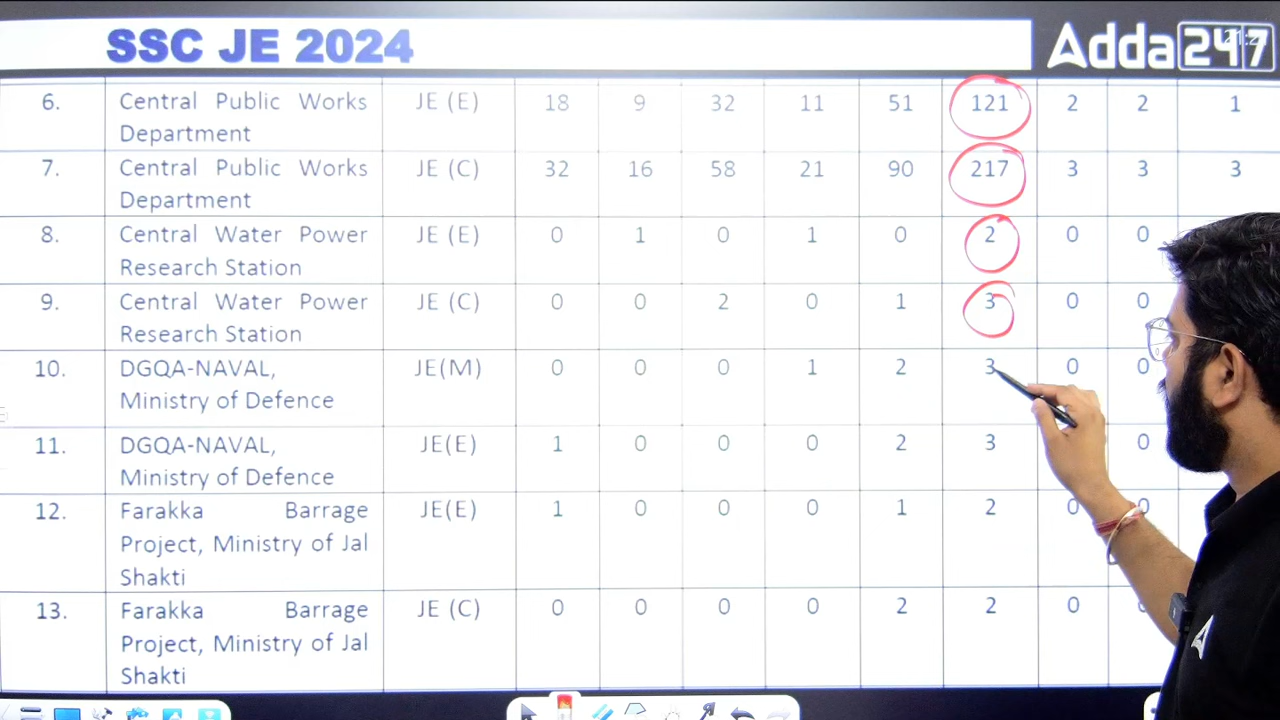 SSC JE 2024
Adda 247
6. Central Public Works JE (E) 18 9 32 11 51 121 2 2 1
Department
7. Central Public Works JE (C) 32 16 58 21 90 217 3 3 3
Department
8. Central Water Power JE (E) 0 1 0 1 0 2 0 0
Research Station
9. Central Water Power JE (C) 0 0 2 0 1 3 0 0
Research Station
10. DGQA-NAVAL, JE(M) 0 0 0 1 2 3 0 0
Ministry of Defence
11. DGQA-NAVAL, JE(E) 1 0 0 0 2 3 0
Ministry of Defence
12. Farakka Barrage JE(E) 1 0 0 0 1 2 0 0
Project, Ministry of Jal
Shakti
13. Farakka Barrage JE (C) 0 0 0 0 2 2 0
Project, Ministry of Jal
Shakti